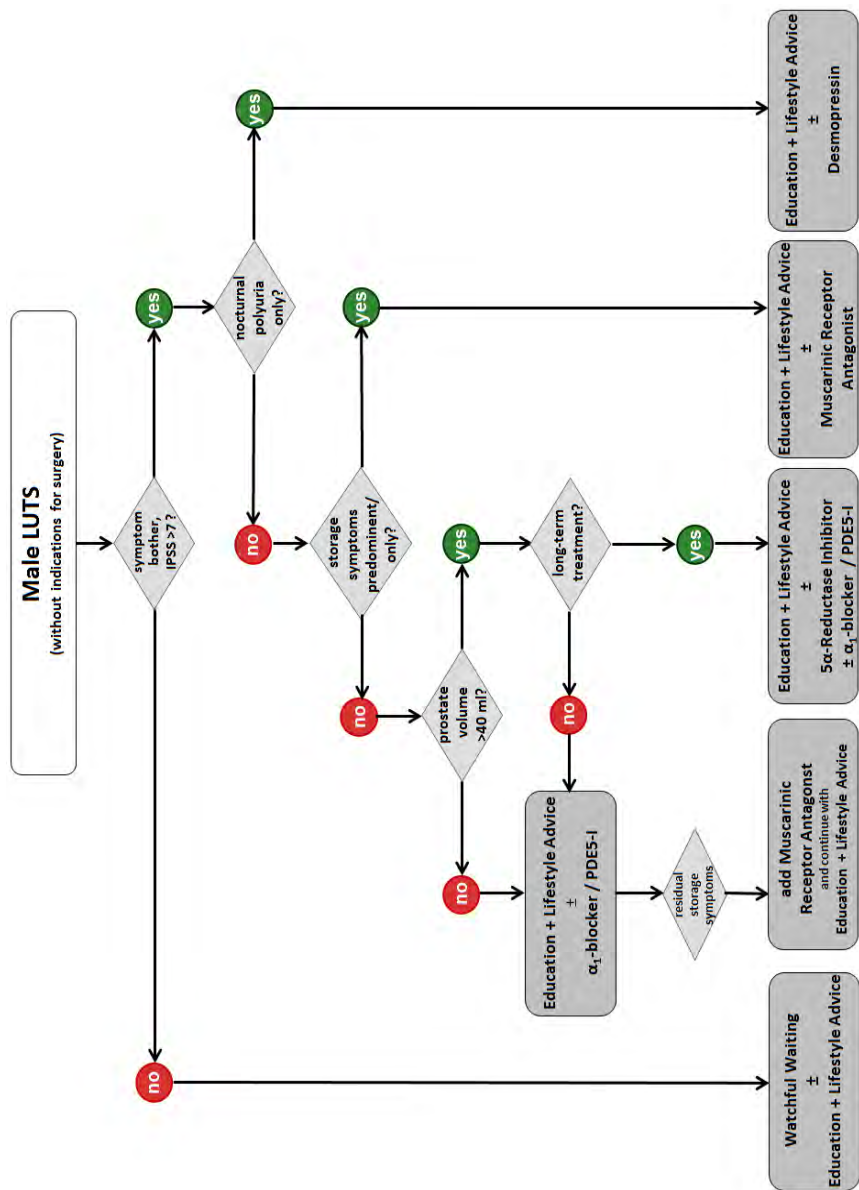 Male LUTS
(without indications for surgery)
symptom
bother,
IPSS >7 ?
no
yes
nocturnal
polyuria
only?
no
yes
storage
symptoms
predominent/
only?
no
yes
prostate
volume
>40 ml?
no
yes
long-term
treatment?
no
yes
Education + Lifestyle Advice
±
α₁-blocker / PDE5-I
residual
storage
symptoms
Watchful Waiting
±
Education + Lifestyle Advice
add Muscarinic
Receptor Antagonst
and continue with
Education + Lifestyle Advice
Education + Lifestyle Advice
±
5α-Reductase Inhibitor
± α₁-blocker / PDE5-I
Education + Lifestyle Advice
±
Muscarinic Receptor
Antagonist
Education + Lifestyle Advice
±
Desmopressin